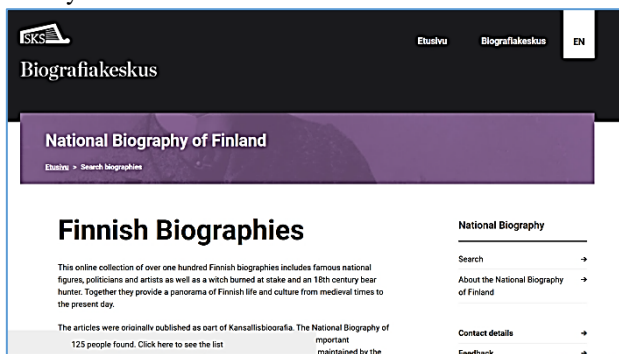 SKS
Etusivu Biografiakeskus EN
Biografiakeskus
National Biography of Finland
Etusivu > Search biographies
Finnish Biographies
This online collection of over one hundred Finnish biographies includes famous national
figures, politicians and artists as well as a witch burned at stake and an 18th century bear
hunter. Together they provide a panorama of Finnish life and culture from medieval times to
the present day.
The articles were originally published as part of Kansallisbiografia. The National Biography of
important
maintained by the
125 people found. Click here to see the list
National Biography
Search
About the National Biography
of Finland
Contact details
Feedback